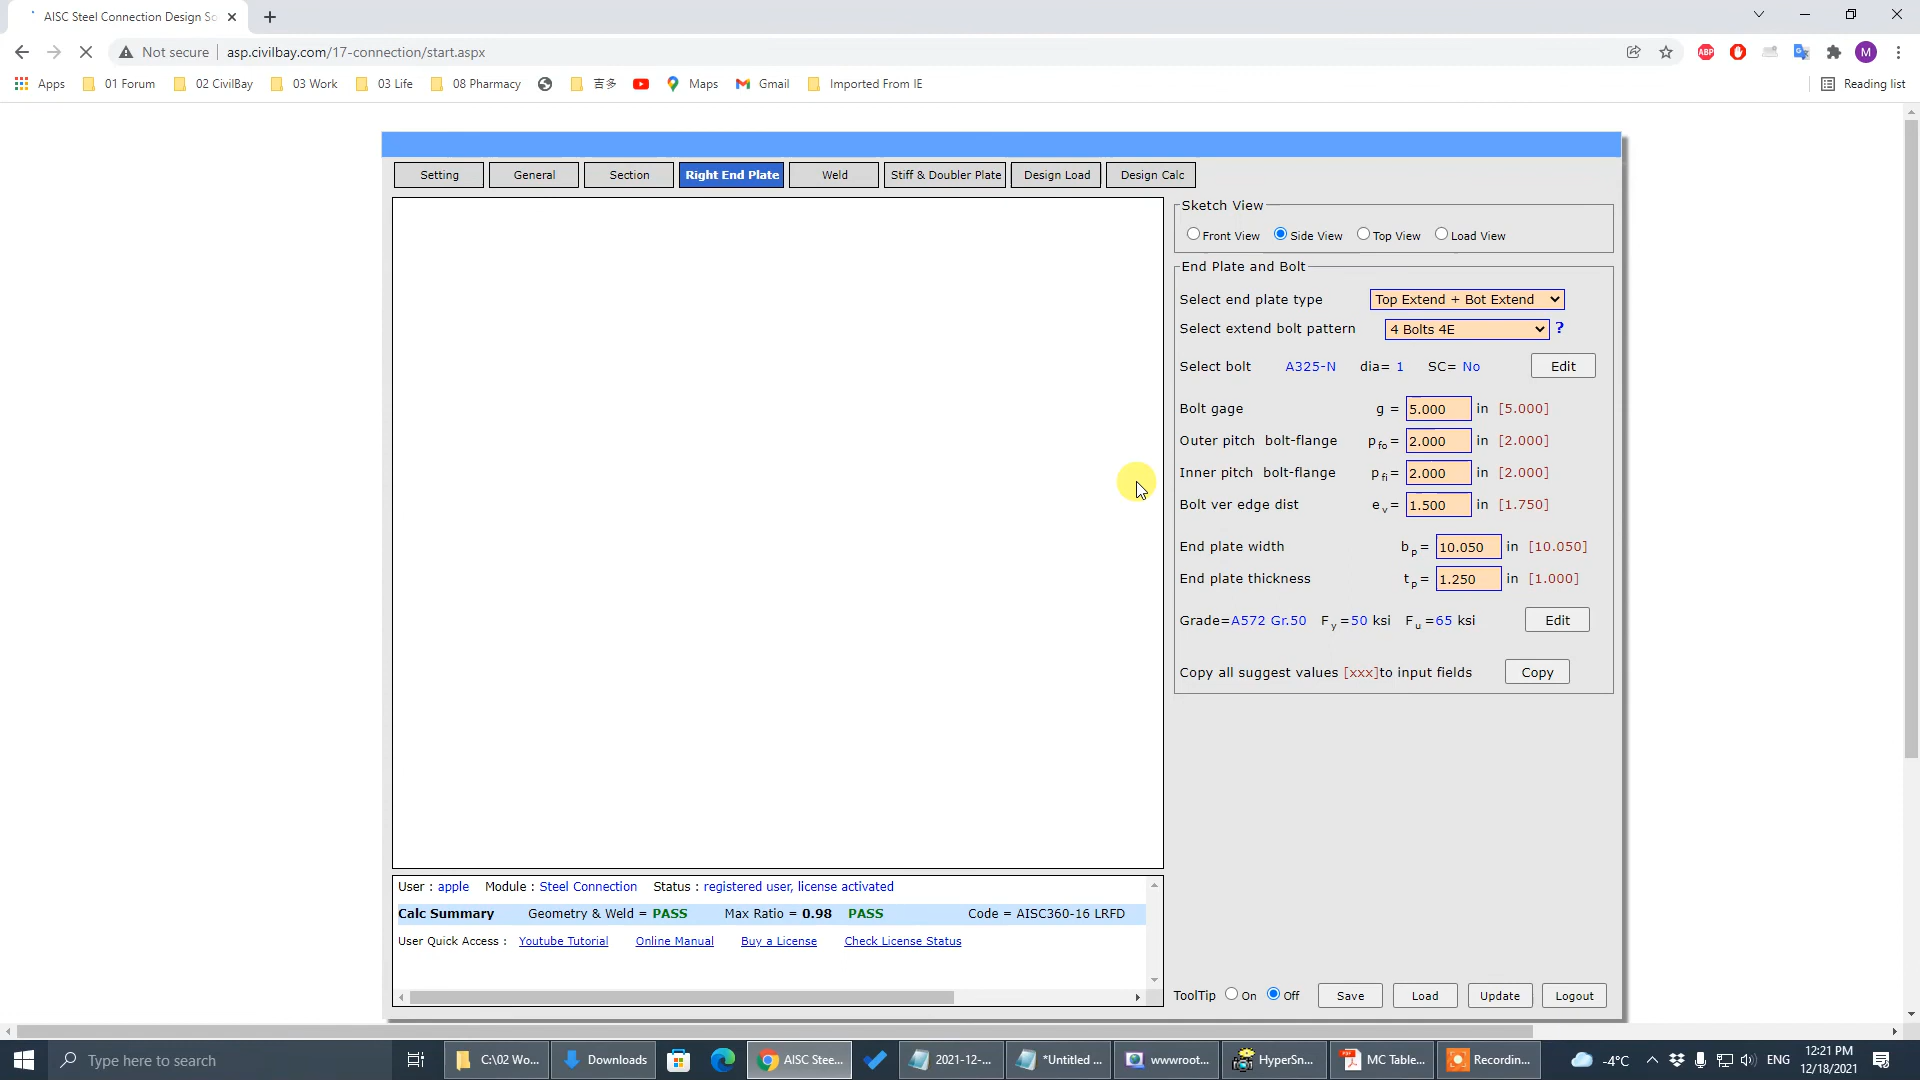 AISC Steel Connection Design So
Not secure
asp.civilbay.com/17-connection/start.aspx
ABP
M
Apps
01 Forum
02 CivilBay
03 Work
03 Life
08 Pharmacy
吉多
Maps
Gmail
Imported From IE
Reading list
Setting
General
Section
Right End Plate
Weld
Stiff & Doubler Plate
Design Load
Design Calc
Sketch View
Front View
Side View
Top View
Load View
End Plate and Bolt
Select end plate type
Top Extend + Bot Extend
Select extend bolt pattern
4 Bolts 4E
?
Select bolt A325-N dia= 1 SC= No
Edit
Bolt gage g = 5.000 in [5.000]
Outer pitch bolt-flange pfo= 2.000 in [2.000]
Inner pitch bolt-flange pfi= 2.000 in [2.000]
Bolt ver edge dist ev= 1.500 in [1.750]
End plate width bp= 10.050 in [10.050]
End plate thickness tp= 1.250 in [1.000]
Grade=A572 Gr.50 Fy=50 ksi Fu=65 ksi
Edit
Copy all suggest values [xxx]to input fields
Copy
User : apple Module : Steel Connection Status : registered user, license activated
Calc Summary Geometry & Weld = PASS Max Ratio = 0.98 PASS Code = AISC360-16 LRFD
User Quick Access : Youtube Tutorial Online Manual Buy a License Check License Status
ToolTip On Off
Save
Load
Update
Logout
Type here to search
C:\02 Wo...
Downloads
AISC Stee...
2021-12-...
*Untitled ...
wwwroot...
HyperSn...
MC Table...
Recordin...
-4°C
ENG
12:21 PM
12/18/2021